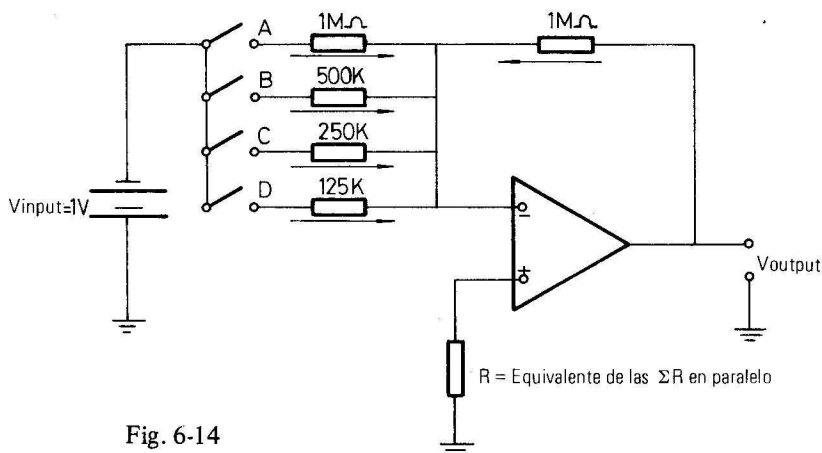 A
1MΩ
1MΩ
B
500K
C
250K
D
125K
Vinput=1V
-
+
Voutput
R = Equivalente de las ΣR en paralelo
Fig. 6-14